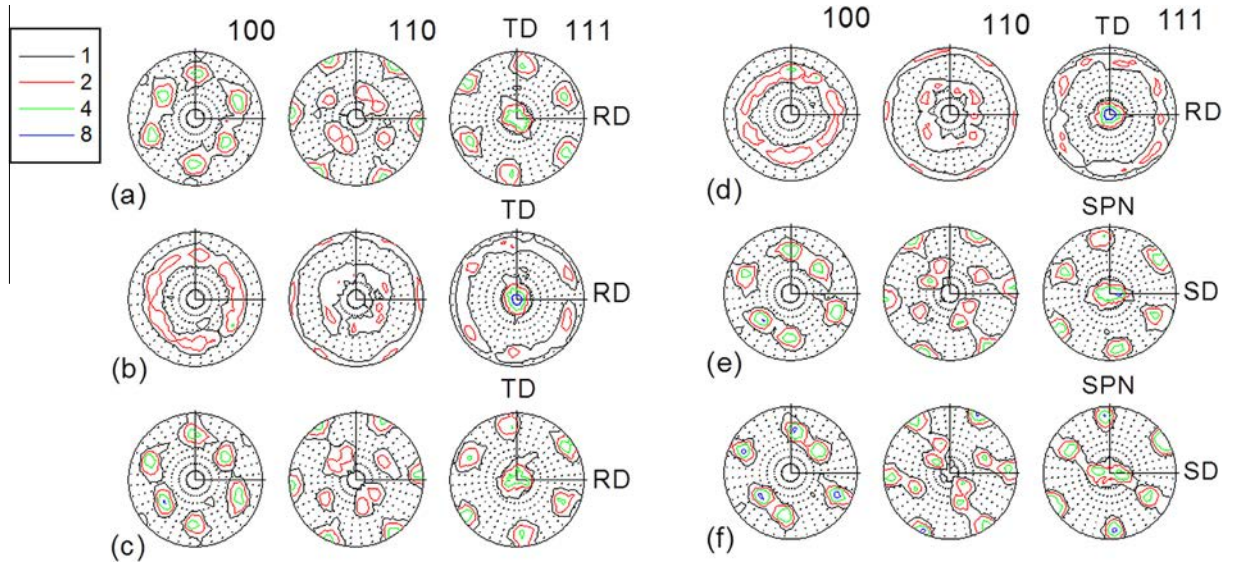 1
2
4
8
100 110 TD 111
RD
(a)
TD
RD
(b)
TD
RD
(c)
100 110 TD 111
RD
(d)
SPN
SD
(e)
SPN
SD
(f)